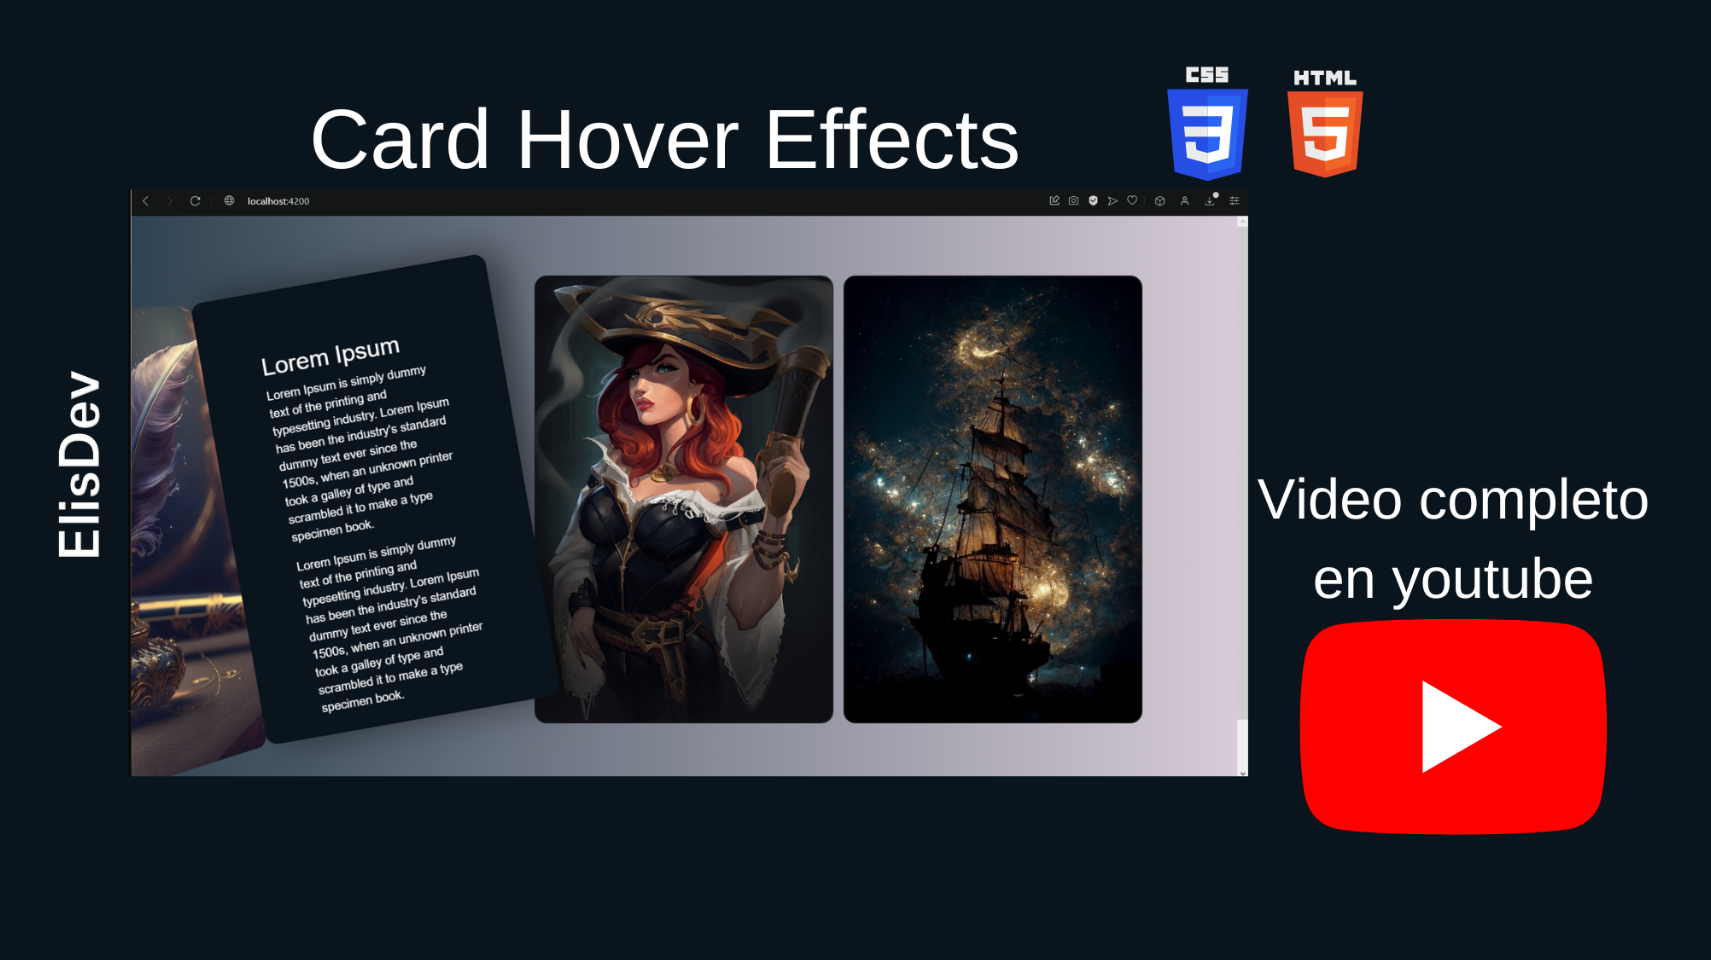 CSS
HTML
Card Hover Effects
localhost:4200
ElisDev
Lorem Ipsum
Lorem Ipsum is simply dummy
text of the printing and
typesetting industry. Lorem Ipsum
has been the industry's standard
dummy text ever since the
1500s, when an unknown printer
took a galley of type and
scrambled it to make a type
specimen book.
Lorem Ipsum is simply dummy
text of the printing and
typesetting industry. Lorem Ipsum
has been the industry's standard
dummy text ever since the
1500s, when an unknown printer
took a galley of type and
scrambled it to make a type
specimen book.
Video completo
en youtube